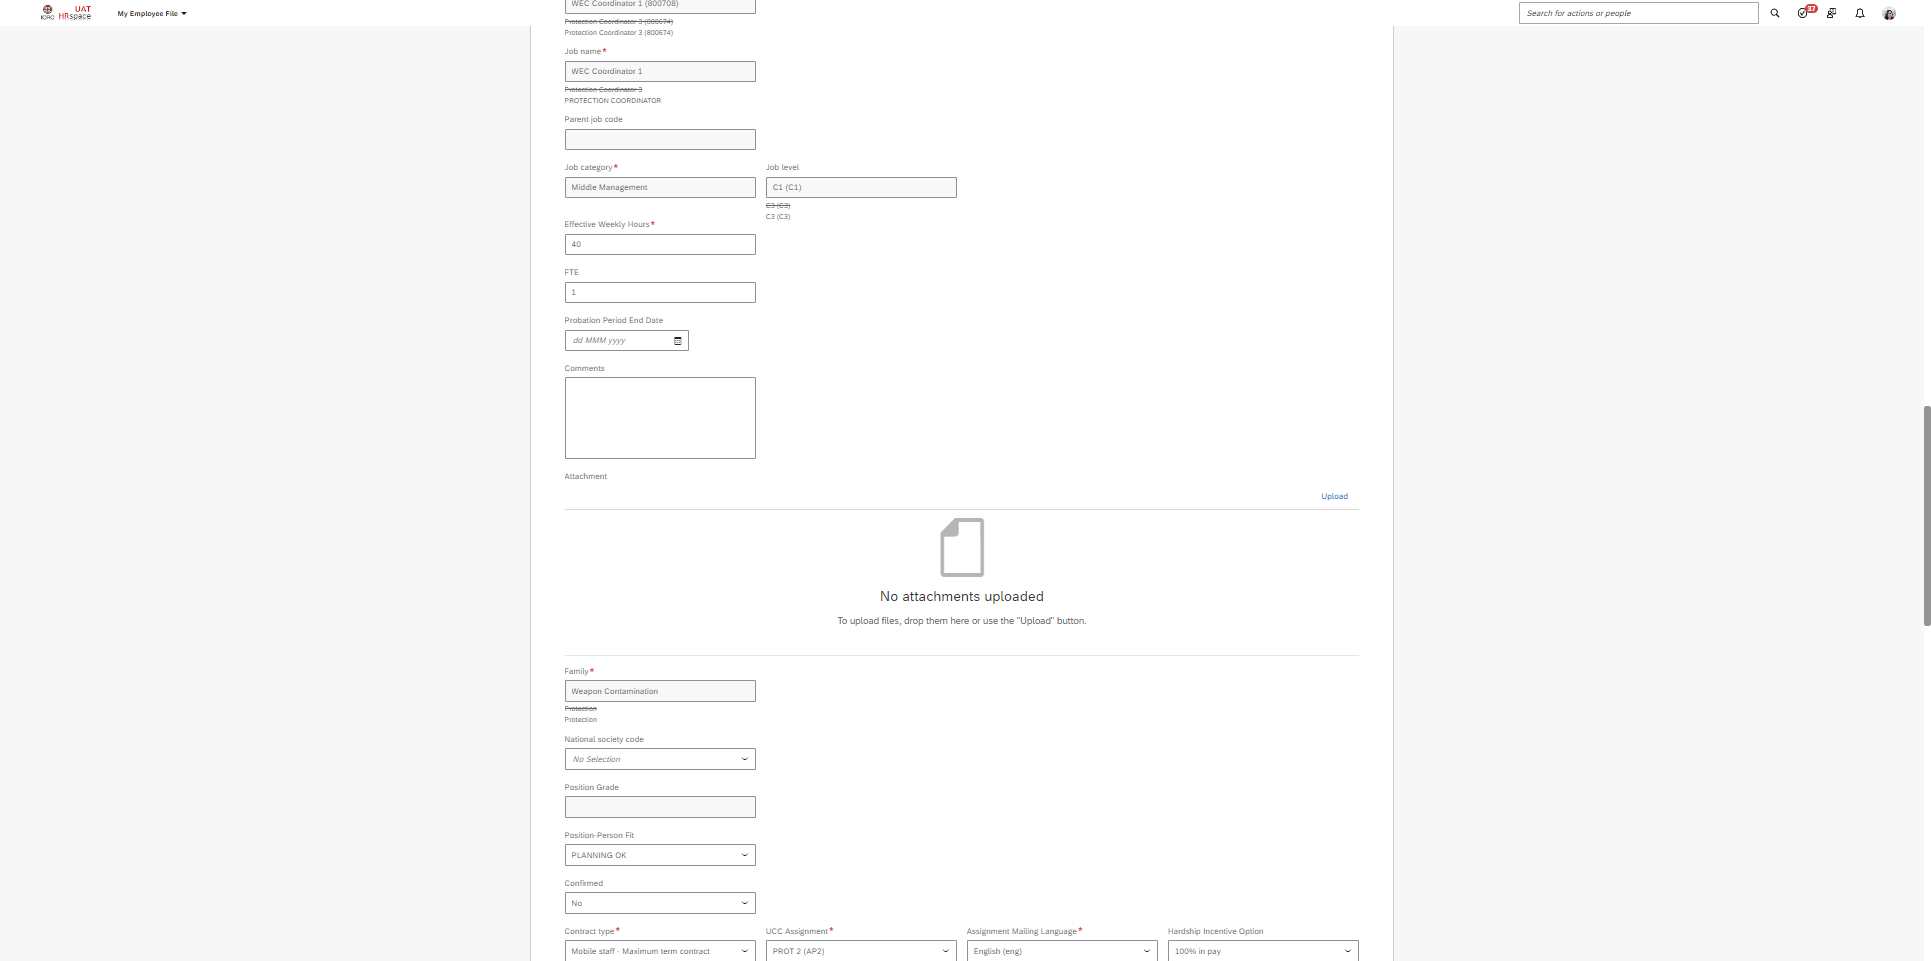 ICRC
UAT
HRspace
My Employee File
Search for actions or people
37
WEC Coordinator 1 (800708)
Protection Coordinator 3 (800674)
Protection Coordinator 3 (800674)
Job name*
WEC Coordinator 1
Protection Coordinator 3
PROTECTION COORDINATOR
Parent job code
Job category* Job level
Middle Management C1 (C1)
C3 (C3)
C3 (C3)
Effective Weekly Hours*
40
FTE
1
Probation Period End Date
dd MMM yyyy
Comments
Attachment
Upload
No attachments uploaded
To upload files, drop them here or use the "Upload" button.
Family*
Weapon Contamination
Protection
Protection
National society code
No Selection
Position Grade
Position-Person Fit
PLANNING OK
Confirmed
No
Contract type* UCC Assignment* Assignment Mailing Language* Hardship Incentive Option
Mobile staff - Maximum term contract PROT 2 (AP2) English (eng) 100% in pay